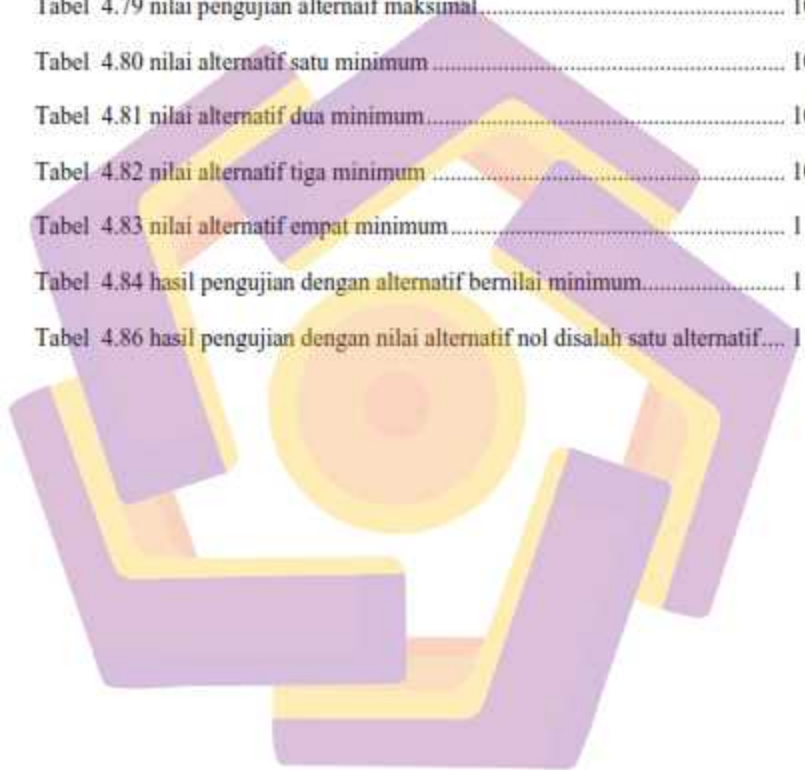 Tabel 4.79 nilai pengujian alternaif maksimal
Tabel 4.80 nilai alternatif satu minimum
Tabel 4.81 nilai alternatif dua minimum
Tabel 4.82 nilai alternatif tiga minimum
Tabel 4.83 nilai alternatif empat minimum
Tabel 4.84 hasil pengujian dengan alternatif bernilai minimum
Tabel 4.86 hasil pengujian dengan nilai alternatif nol disalah satu alternatif